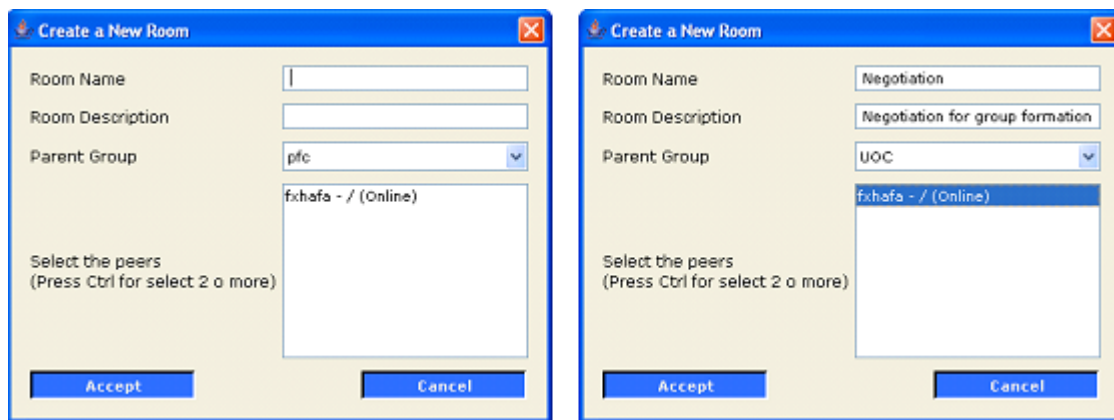 Create a New Room
Room Name
Room Description
Parent Group
pfc
fxhafa - / (Online)
Select the peers
(Press Ctrl for select 2 o more)
Accept
Cancel
Create a New Room
Room Name
Negotiation
Room Description
Negotiation for group formation
Parent Group
UOC
fxhafa - / (Online)
Select the peers
(Press Ctrl for select 2 o more)
Accept
Cancel